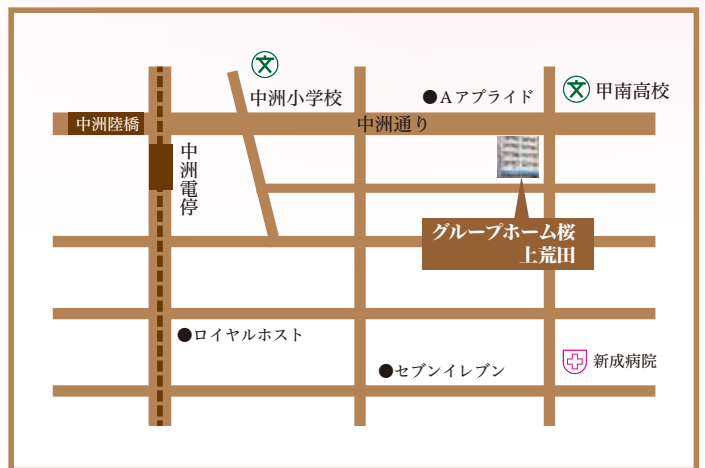 中洲小学校
●Aアプライド
甲南高校
中洲陸橋
中洲通り
中洲電停
グループホーム桜
上荒田
●ロイヤルホスト
●セブンイレブン
新成病院